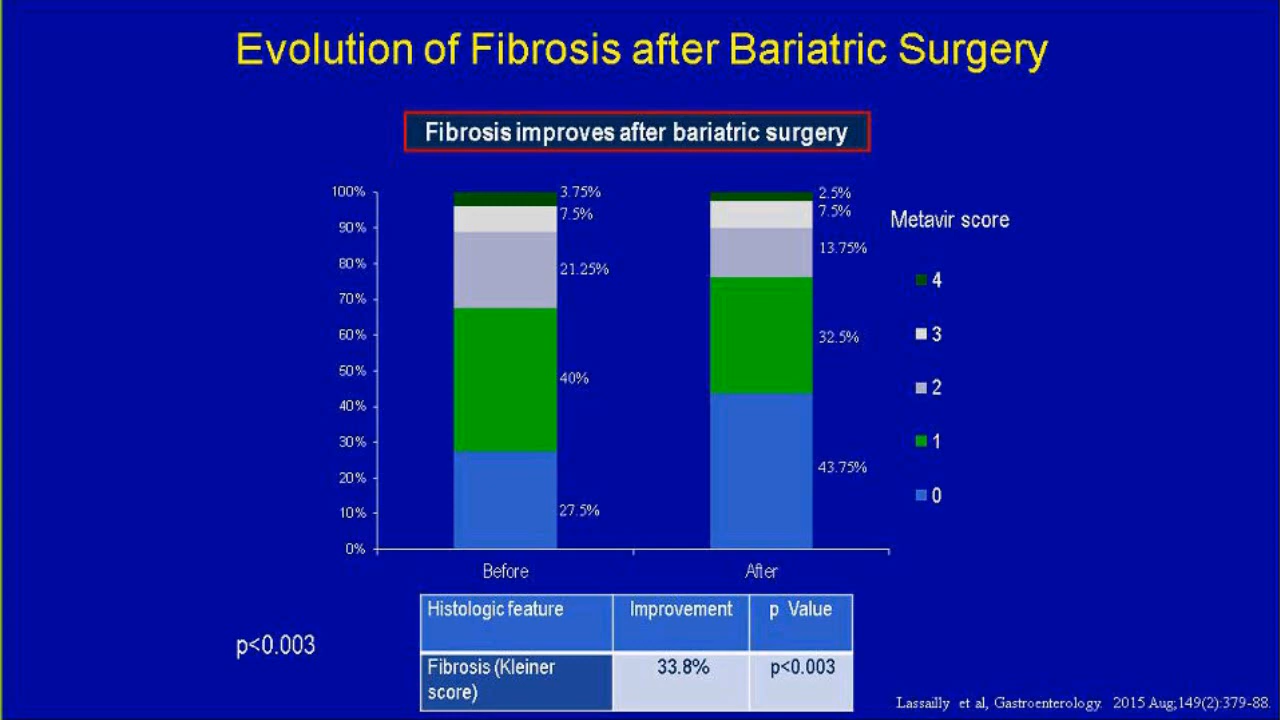 Evolution of Fibrosis after Bariatric Surgery
Fibrosis improves after bariatric surgery
100%
90%
80%
70%
60%
50%
40%
30%
20%
10%
0%
3.75%
7.5%
21.25%
40%
27.5%
2.5%
7.5%
13.75%
32.5%
43.75%
Before
After
Metavir score
4
3
2
1
0
p<0.003
Histologic feature Improvement p Value
Fibrosis (Kleiner 33.8% p<0.003
score)
Lassailly et al, Gastroenterology. 2015 Aug;149(2):379-88.